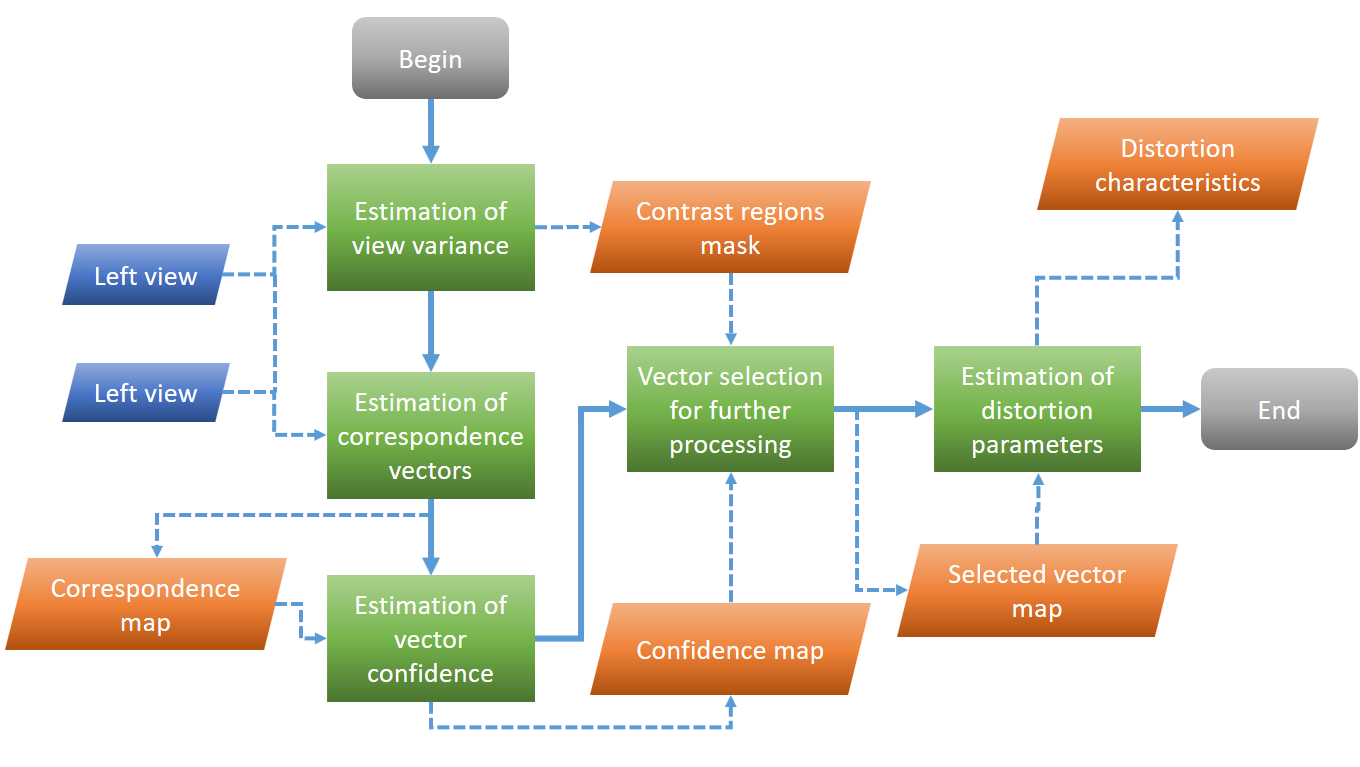 Begin
Estimation of
view variance
Contrast regions
mask
Distortion
characteristics
Left view
Left view
Estimation of
correspondence
vectors
Vector selection
for further
processing
Estimation of
distortion
parameters
End
Correspondence
map
Estimation of
vector
confidence
Confidence map
Selected vector
map